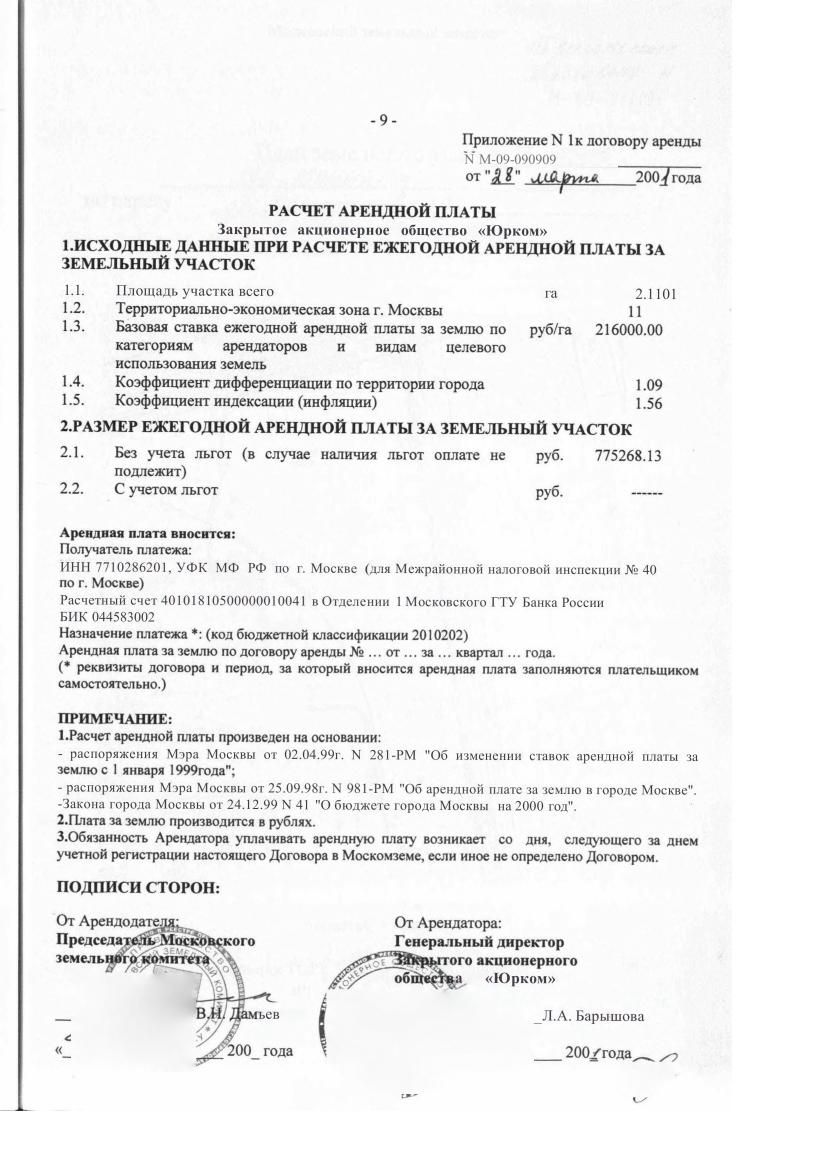 - 9 -
Приложение N 1к договору аренды
N М-09-090909
от "28" марта 2001 года
РАСЧЕТ АРЕНДНОЙ ПЛАТЫ
Закрытое акционерное общество «Юрком»
1.ИСХОДНЫЕ ДАННЫЕ ПРИ РАСЧЕТЕ ЕЖЕГОДНОЙ АРЕНДНОЙ ПЛАТЫ ЗА
ЗЕМЕЛЬНЫЙ УЧАСТОК
1.1. Площадь участка всего га 2.1101
1.2. Территориально-экономическая зона г. Москвы 11
1.3. Базовая ставка ежегодной арендной платы за землю по руб/га 216000.00
категориям арендаторов и видам целевого
использования земель
1.4. Коэффициент дифференциации по территории города 1.09
1.5. Коэффициент индексации (инфляции) 1.56
2.РАЗМЕР ЕЖЕГОДНОЙ АРЕНДНОЙ ПЛАТЫ ЗА ЗЕМЕЛЬНЫЙ УЧАСТОК
2.1. Без учета льгот (в случае наличия льгот оплате не руб. 775268.13
подлежит)
2.2. С учетом льгот руб. ------
Арендная плата вносится:
Получатель платежа:
ИНН 7710286201, УФК МФ РФ по г. Москве (для Межрайонной налоговой инспекции № 40
по г. Москве)
Расчетный счет 40101810500000010041 в Отделении 1 Московского ГТУ Банка России
БИК 044583002
Назначение платежа *: (код бюджетной классификации 2010202)
Арендная плата за землю по договору аренды № ... от ... за ... квартал ... года.
(* реквизиты договора и период, за который вносится арендная плата заполняются плательщиком
самостоятельно.)
ПРИМЕЧАНИЕ:
1.Расчет арендной платы произведен на основании:
- распоряжения Мэра Москвы от 02.04.99г. N 281-РМ "Об изменении ставок арендной платы за
землю с 1 января 1999года";
- распоряжения Мэра Москвы от 25.09.98г. N 981-РМ "Об арендной плате за землю в городе Москве".
-Закона города Москвы от 24.12.99 N 41 "О бюджете города Москвы на 2000 год".
2.Плата за землю производится в рублях.
3.Обязанность Арендатора уплачивать арендную плату возникает со дня, следующего за днем
учетной регистрации настоящего Договора в Москомземе, если иное не определено Договором.
ПОДПИСИ СТОРОН:
От Арендодателя: От Арендатора:
Председатель Московского Генеральный директор
земельного комитета Закрытого акционерного
общества «Юрком»
В.Н. Дамьев _Л.А. Барышова
«_ ___ 200_ года ____ 2001года